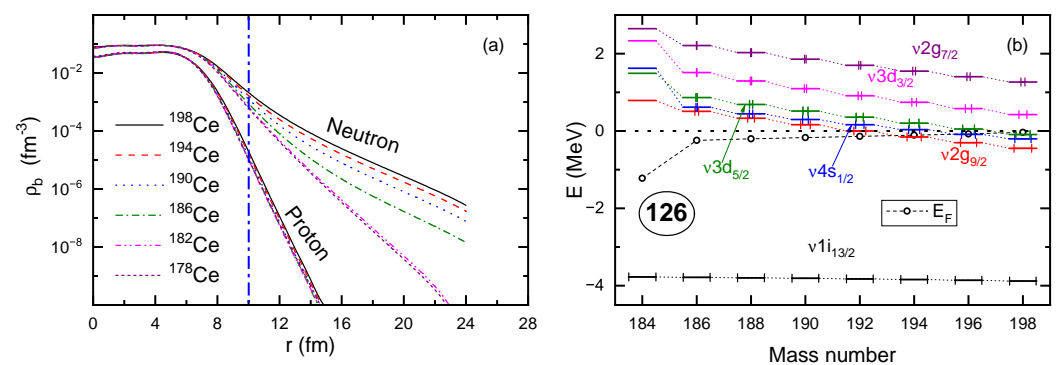 (a)
10⁻²
10⁻⁴
10⁻⁶
10⁻⁸
ρb (fm⁻³)
¹⁹⁸Ce
¹⁹⁴Ce
¹⁹⁰Ce
¹⁸⁶Ce
¹⁸²Ce
¹⁷⁸Ce
Neutron
Proton
0 4 8 12 16 20 24 28
r (fm)
(b)
2
0
−2
−4
E (MeV)
ν2g7/2
ν3d3/2
ν3d5/2
ν4s1/2
ν2g9/2
126
EF
ν1i13/2
184 186 188 190 192 194 196 198
Mass number